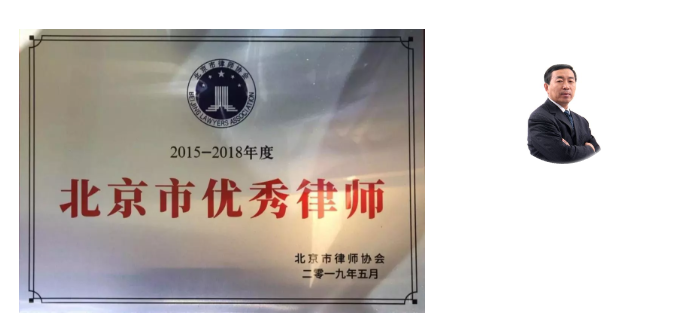 北京市律师协会
BEIJING LAWYERS ASSOCIATION
2015-2018年度
北京市优秀律师
北京市律师协会
二零一九年五月